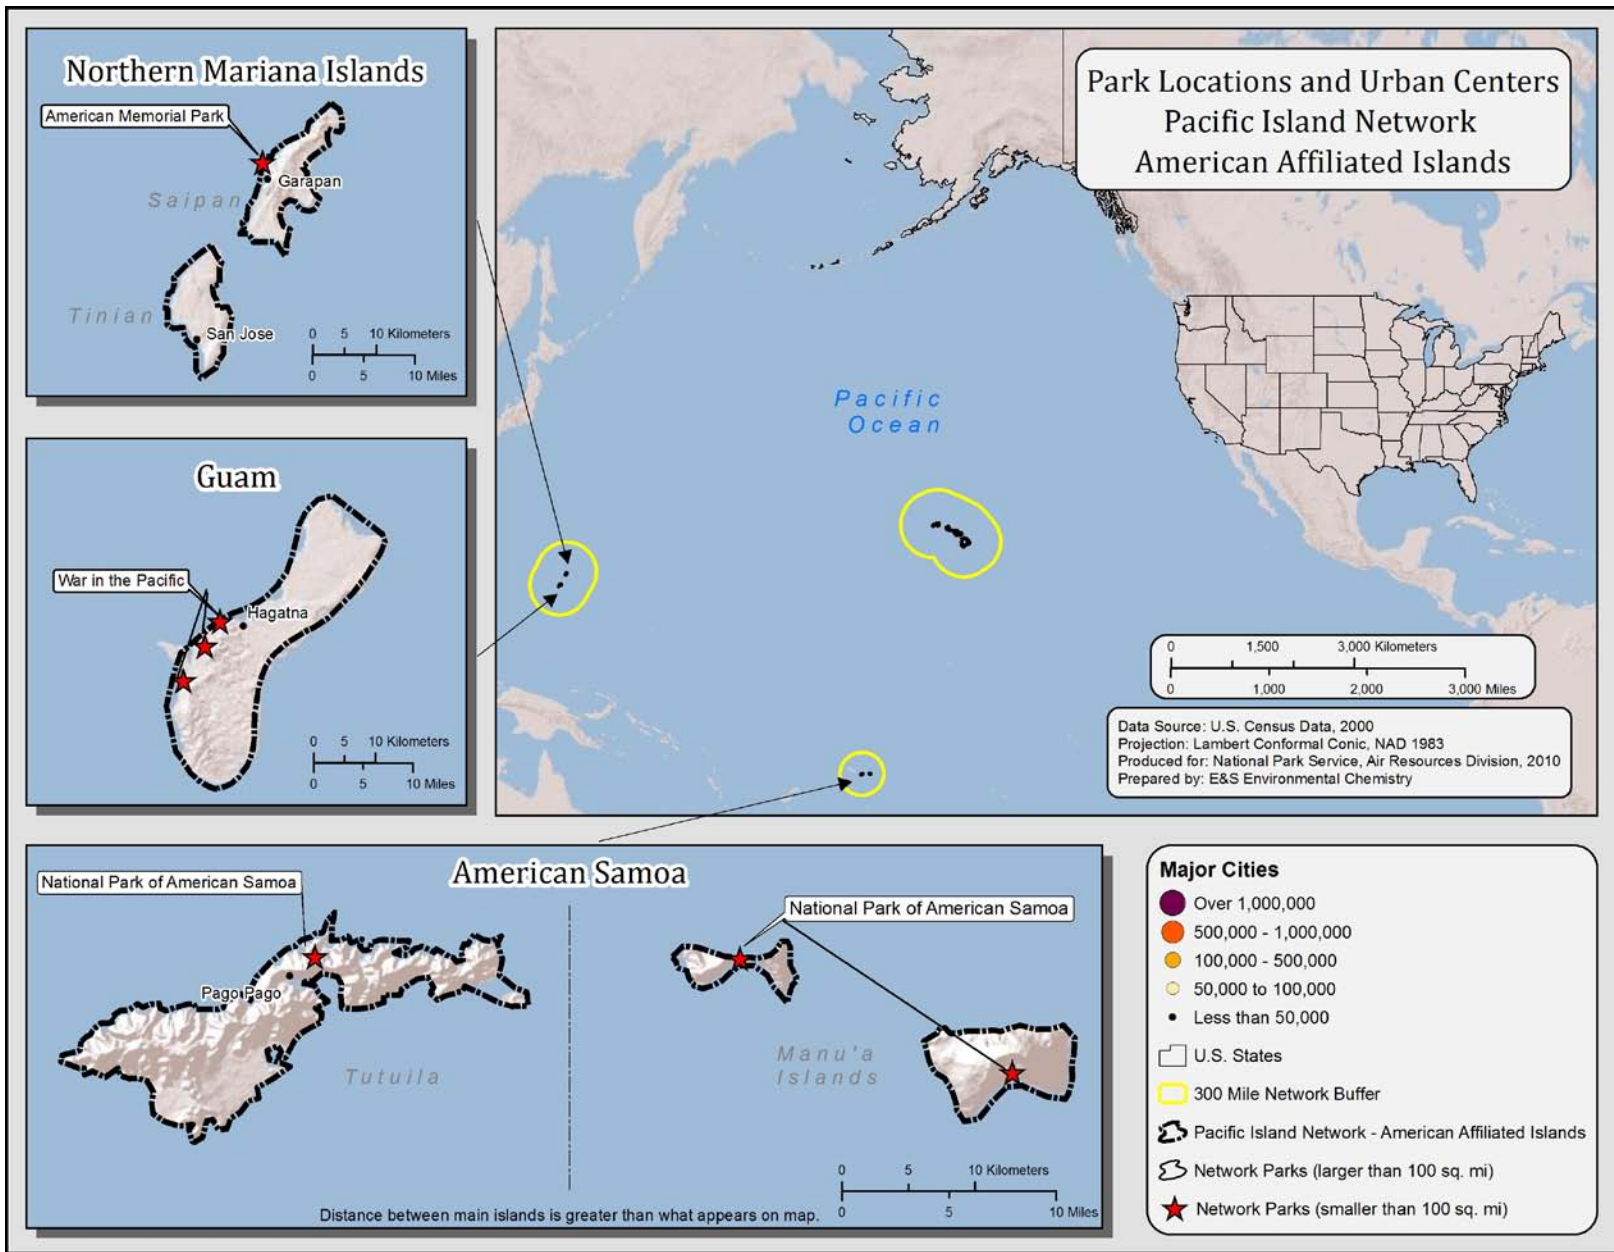 Park Locations and Urban Centers
Pacific Island Network
American Affiliated Islands
Northern Mariana Islands
American Memorial Park
Garapan
Saipan
Tinian
San Jose
0 5 10 Kilometers
0 5 10 Miles
Guam
War in the Pacific
Hagatna
0 5 10 Kilometers
0 5 10 Miles
Pacific
Ocean
0 1,500 3,000 Kilometers
0 1,000 2,000 3,000 Miles
Data Source: U.S. Census Data, 2000
Projection: Lambert Conformal Conic, NAD 1983
Produced for: National Park Service, Air Resources Division, 2010
Prepared by: E&S Environmental Chemistry
American Samoa
National Park of American Samoa
Pago Pago
Tutuila
National Park of American Samoa
Manu'a
Islands
0 5 10 Kilometers
0 5 10 Miles
Distance between main islands is greater than what appears on map.
Major Cities
Over 1,000,000
500,000 - 1,000,000
100,000 - 500,000
50,000 to 100,000
Less than 50,000
U.S. States
300 Mile Network Buffer
Pacific Island Network - American Affiliated Islands
Network Parks (larger than 100 sq. mi)
Network Parks (smaller than 100 sq. mi)